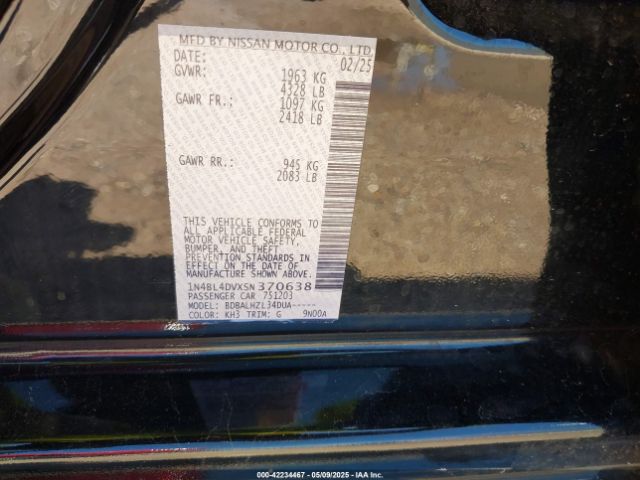 MFD BY NISSAN MOTOR CO., LTD
DATE: 02/25
GVWR: 1963 KG
4328 LB
GAWR FR.: 1097 KG
2418 LB
GAWR RR.: 945 KG
2083 LB
THIS VEHICLE CONFORMS TO
ALL APPLICABLE FEDERAL
MOTOR VEHICLE SAFETY,
BUMPER, AND THEFT
PREVENTION STANDARDS IN
EFFECT ON THE DATE OF
MANUFACTURE SHOWN ABOVE.
1N4BL4DVXSN370638
PASSENGER CAR 751203
MODEL: BDBALHZL34DUA-----
COLOR: KH3 TRIM: G 9N00A
000-42234467 - 05/09/2025 - IAA Inc.